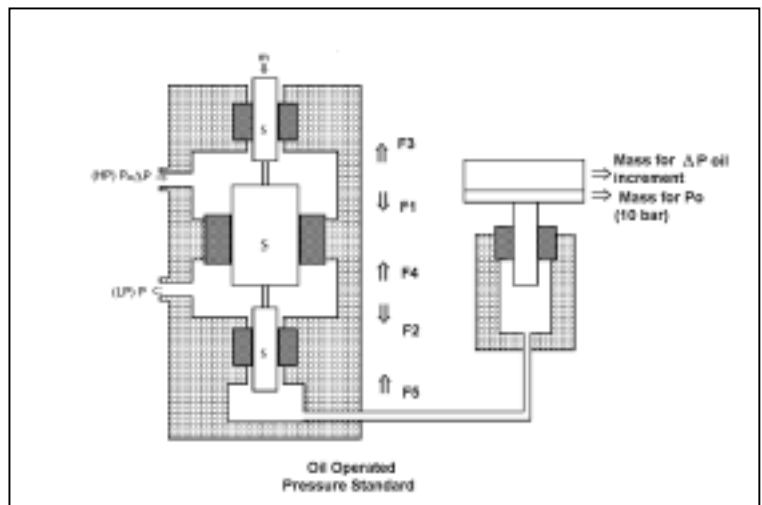 m
S
F3
(HP) P+ΔP
F1
S
F4
(LP) P
F2
S
F5
Mass for ΔP oil
increment
Mass for Po
(10 bar)
Oil Operated
Pressure Standard